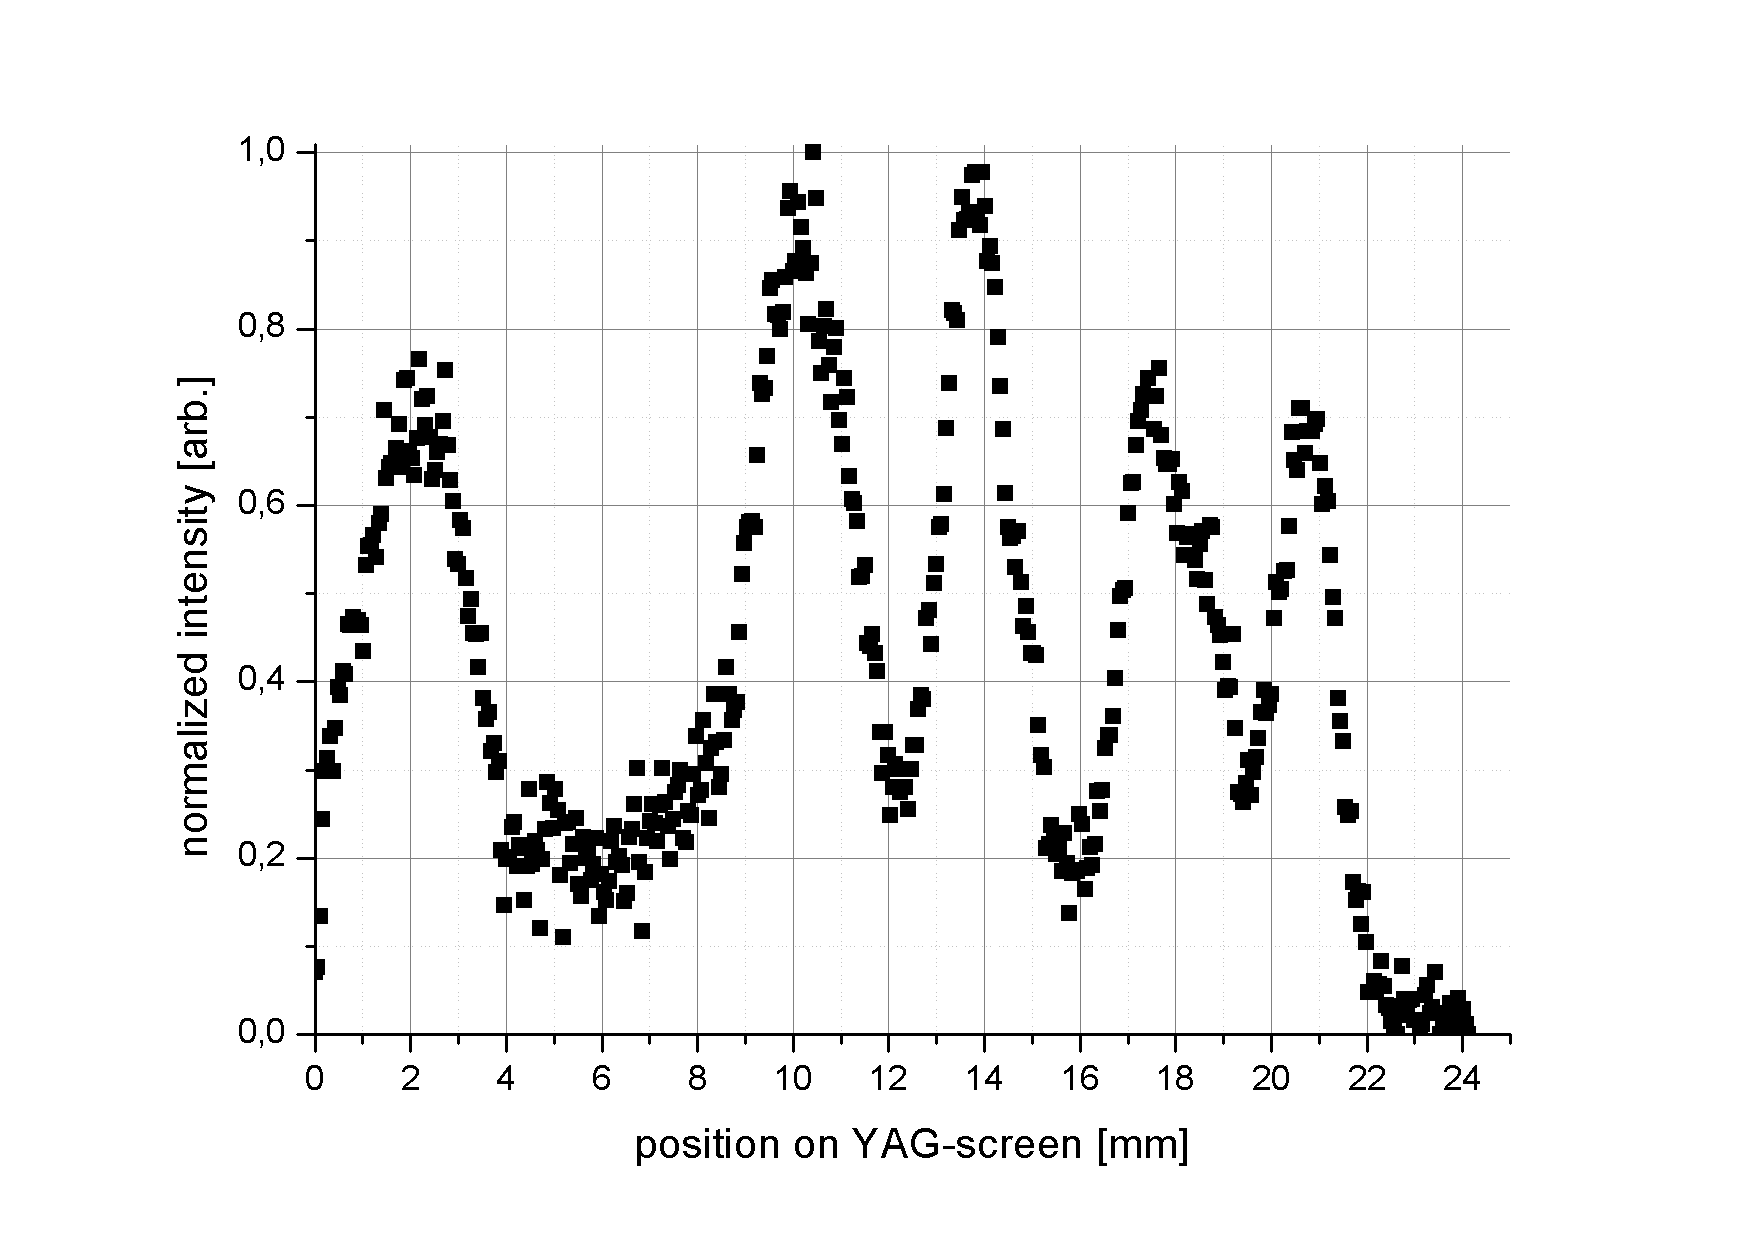 1,0
0,8
0,6
0,4
0,2
0,0
normalized intensity [arb.]
0 2 4 6 8 10 12 14 16 18 20 22 24
position on YAG-screen [mm]